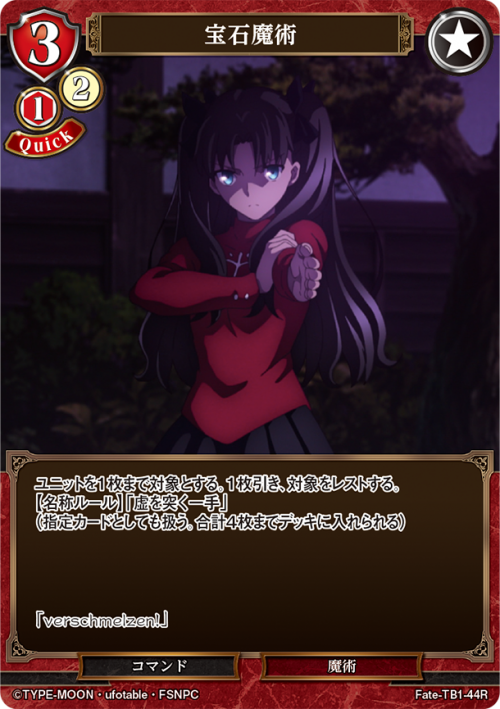 3
宝石魔術
1
2
Quick
ユニットを1枚まで対象とする。1枚引き、対象をレストする。
【名称ルール】「虚を突く一手」
（指定カードとしても扱う。合計4枚までデッキに入れられる）
「verschmelzen!」
コマンド
魔術
©TYPE-MOON・ufotable・FSNPC
Fate-TB1-44R